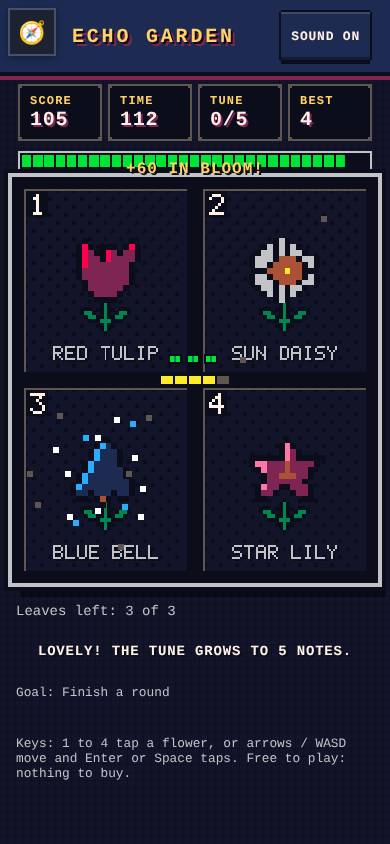 ECHO GARDEN
SOUND ON
SCORE
105
TIME
112
TUNE
0/5
BEST
4
+60 IN BLOOM!
1
RED TULIP
2
SUN DAISY
3
BLUE BELL
4
STAR LILY
Leaves left: 3 of 3
LOVELY! THE TUNE GROWS TO 5 NOTES.
Goal: Finish a round
Keys: 1 to 4 tap a flower, or arrows / WASD
move and Enter or Space taps. Free to play:
nothing to buy.